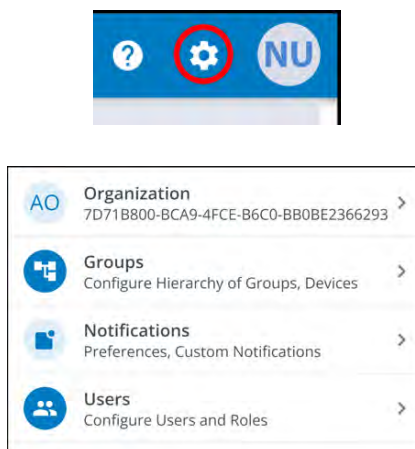 ?
NU
AO
Organization
7D71B800-BCA9-4FCE-B6C0-BB0BE2366293
Groups
Configure Hierarchy of Groups, Devices
Notifications
Preferences, Custom Notifications
Users
Configure Users and Roles